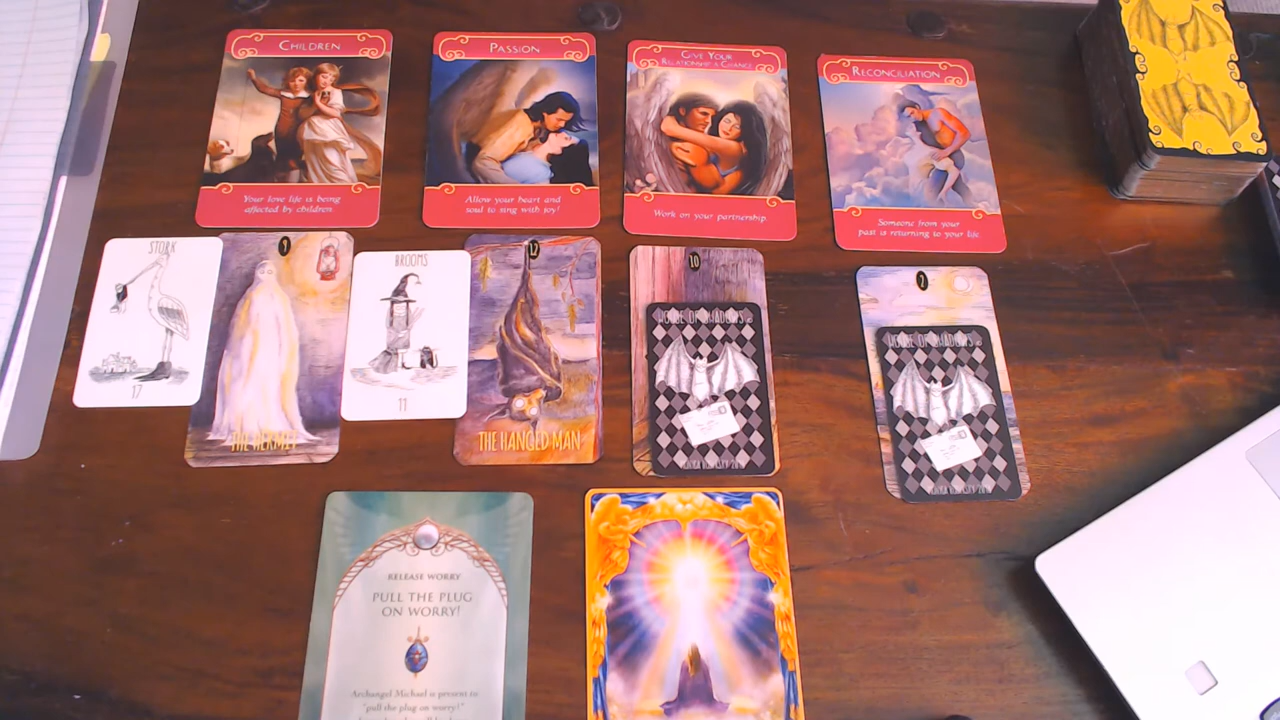 CHILDREN
Your love life is being
affected by children.
PASSION
Allow your heart and
soul to sing with joy!
GIVE YOUR
RELATIONSHIP A CHANCE
Work on your partnership.
RECONCILIATION
Someone from your
past is returning to your life.
STORK
17
9
THE HERMIT
BROOMS
11
12
THE HANGED MAN
10
HOUSE OF SHADOWS
2
HOUSE OF SHADOWS
RELEASE WORRY
PULL THE PLUG
ON WORRY!
Archangel Michael is present to
"pull the plug on worry!"